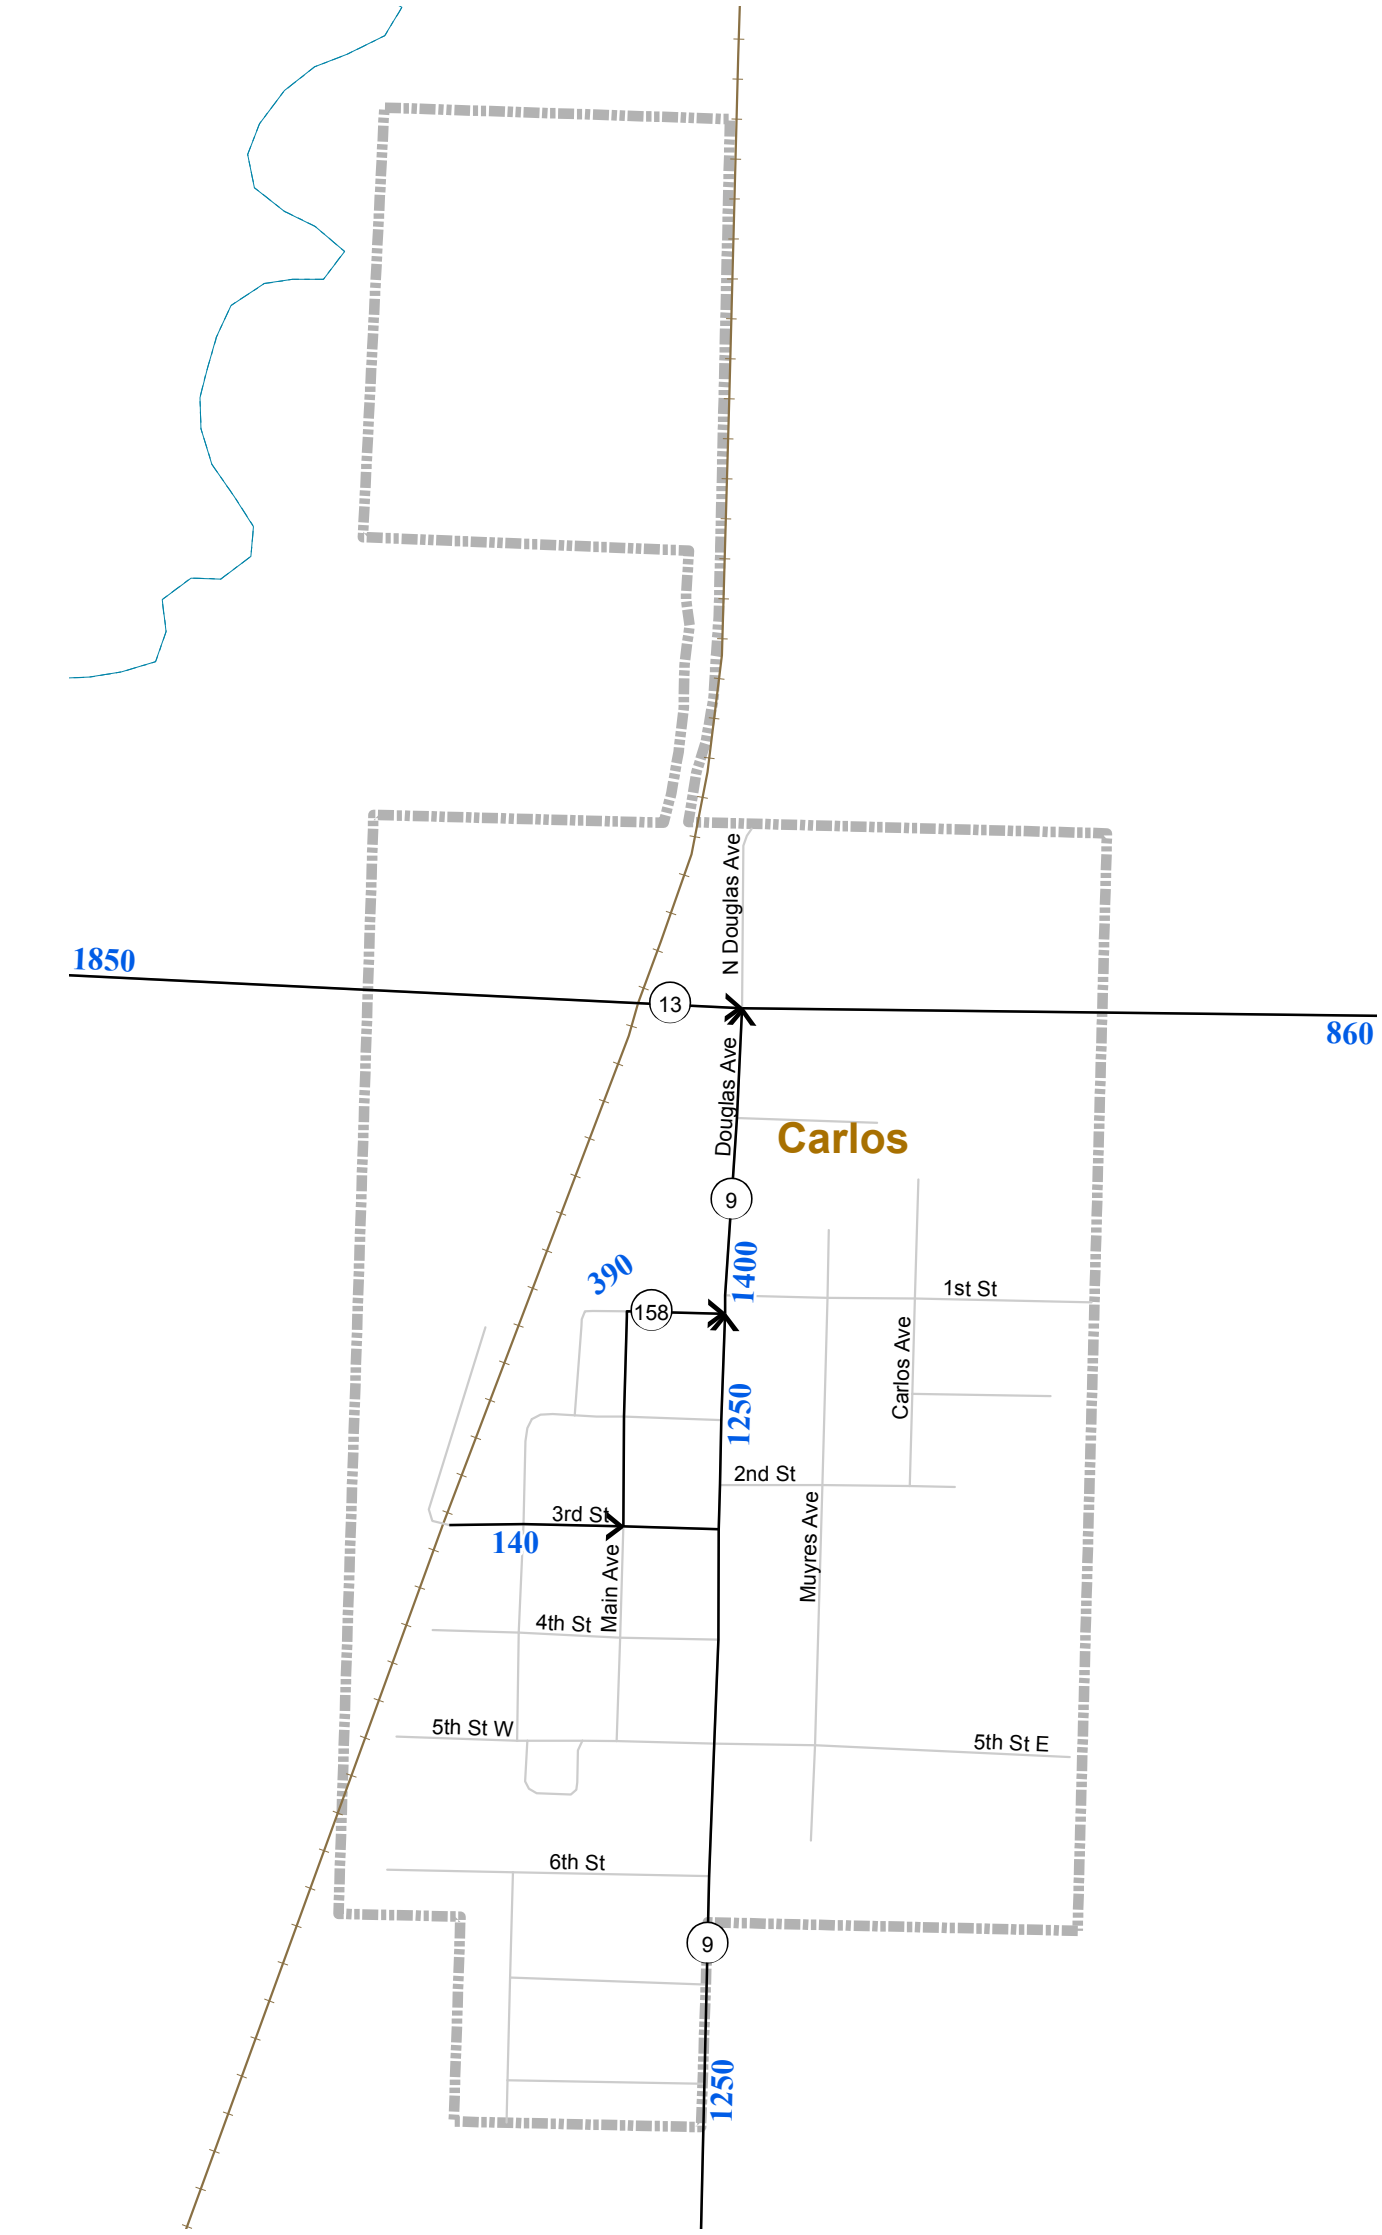 N Douglas Ave
1850
13
860
Douglas Ave
Carlos
9
1400
390
158
1st St
Carlos Ave
1250
2nd St
Muyres Ave
3rd St
140
Main Ave
4th St
5th St W
5th St E
6th St
9
1250